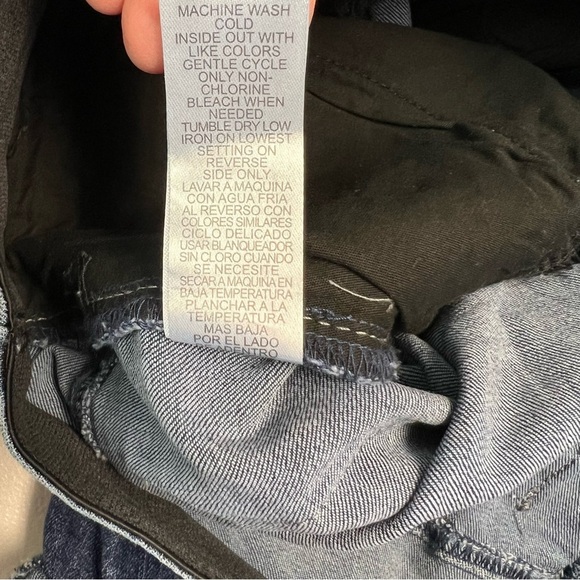 MACHINE WASH
COLD
INSIDE OUT WITH
LIKE COLORS
GENTLE CYCLE
ONLY NON-
CHLORINE
BLEACH WHEN
NEEDED
TUMBLE DRY LOW
IRON ON LOWEST
SETTING ON
REVERSE
SIDE ONLY
LAVAR A MAQUINA
CON AGUA FRIA
AL REVERSO CON
COLORES SIMILARES
CICLO DELICADO
USAR BLANQUEADOR
SIN CLORO CUANDO
SE NECESITE
SECAR A MAQUINA EN
BAJA TEMPERATURA
PLANCHAR A LA
TEMPERATURA
MAS BAJA
POR EL LADO
ADENTRO